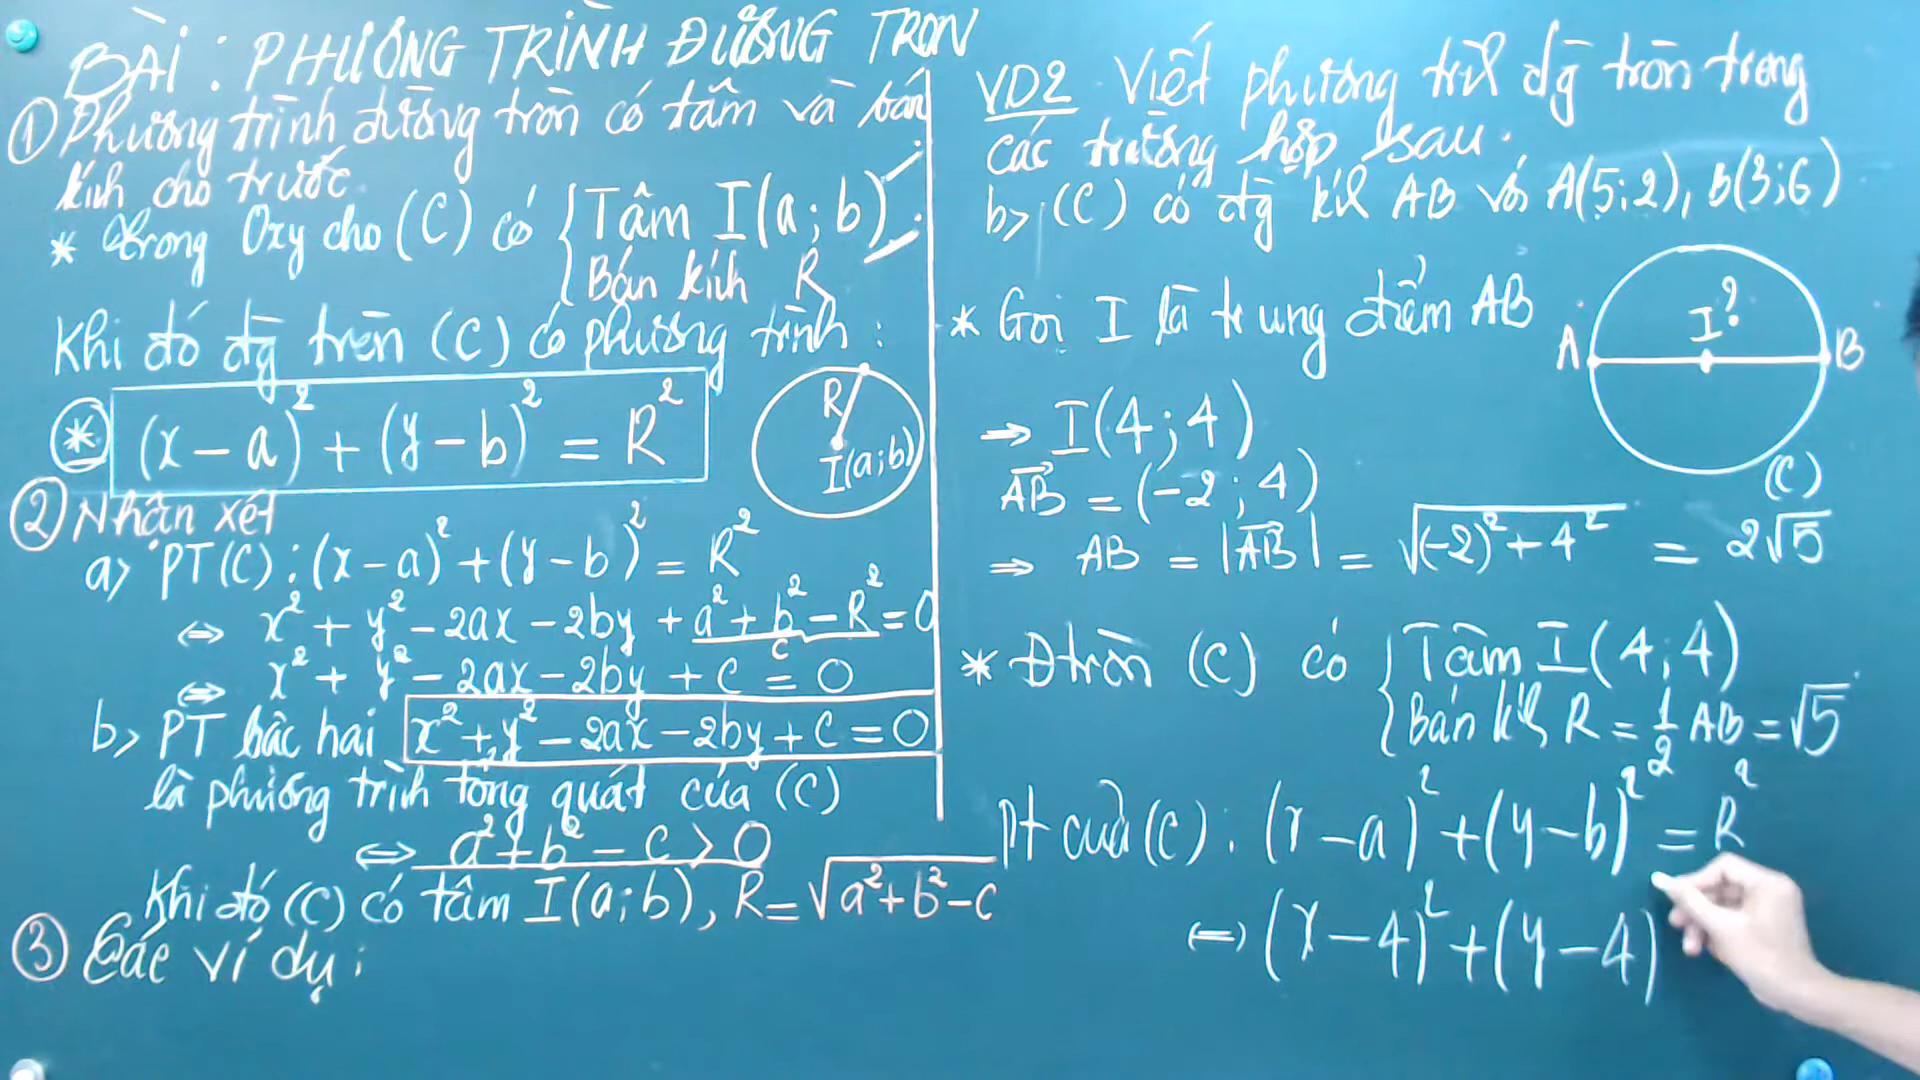 BÀI : PHƯƠNG TRÌNH ĐƯỜNG TRÒN
① Phương trình đường tròn có tâm và bán
kính cho trước.
* Trong Oxy cho (C) có { Tâm I(a; b)
Bán kính R
Khi đó đg tròn (C) có phương trình :
(*) (x – a)² + (y – b)² = R²
R
I(a;b)
② Nhận xét
a> PT(C) : (x – a)² + (y – b)² = R²
⇔ x² + y² – 2ax – 2by + a² + b² – R² = 0
c
⇔ x² + y² – 2ax – 2by + c = 0
b> PT bậc hai x² + y² – 2ax – 2by + c = 0
là phương trình tổng quát của (C)
⇔ a² + b² – c > 0
Khi đó (C) có tâm I(a; b), R = √a² + b² – c
③ Các ví dụ :
VD2 Viết phương trình đg tròn trong
các trường hợp sau.
b> (C) có đg kính AB với A(5; 2), B(3; 6)
* Gọi I là trung điểm AB
A I? B
(C)
→ I(4; 4)
AB = (–2; 4)
⇒ AB = |AB| = √(–2)² + 4² = 2√5
* Đtròn (C) có { Tâm I(4; 4)
Bán kính R = 1/2 AB = √5
Pt của (C) : (x – a)² + (y – b)² = R²
⇔ (x – 4)² + (y – 4)